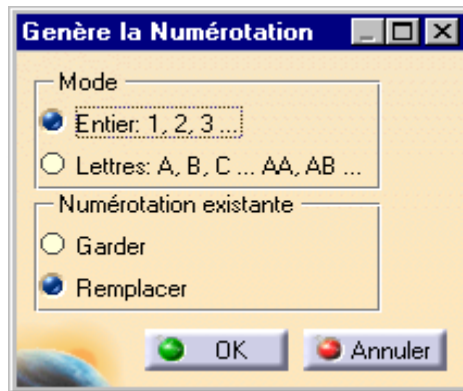 Genère la Numérotation
Mode
Entier: 1, 2, 3 ...
Lettres: A, B, C ... AA, AB ...
Numérotation existante
Garder
Remplacer
OK Annuler